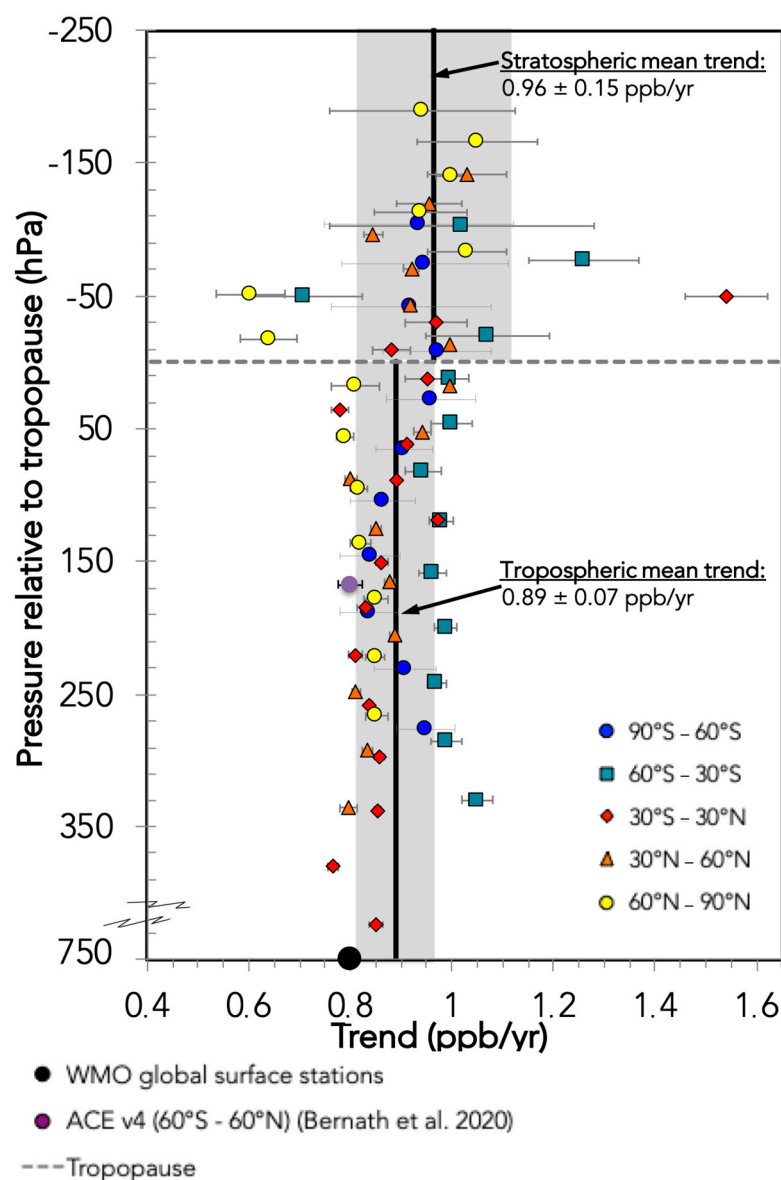 -250
Stratospheric mean trend:
0.96 ± 0.15 ppb/yr
-150
-50
50
150
Tropospheric mean trend:
0.89 ± 0.07 ppb/yr
250
350
750
Pressure relative to tropopause (hPa)
90°S – 60°S
60°S – 30°S
30°S – 30°N
30°N – 60°N
60°N – 90°N
0.4 0.6 0.8 1 1.2 1.4 1.6
Trend (ppb/yr)
WMO global surface stations
ACE v4 (60°S - 60°N) (Bernath et al. 2020)
Tropopause